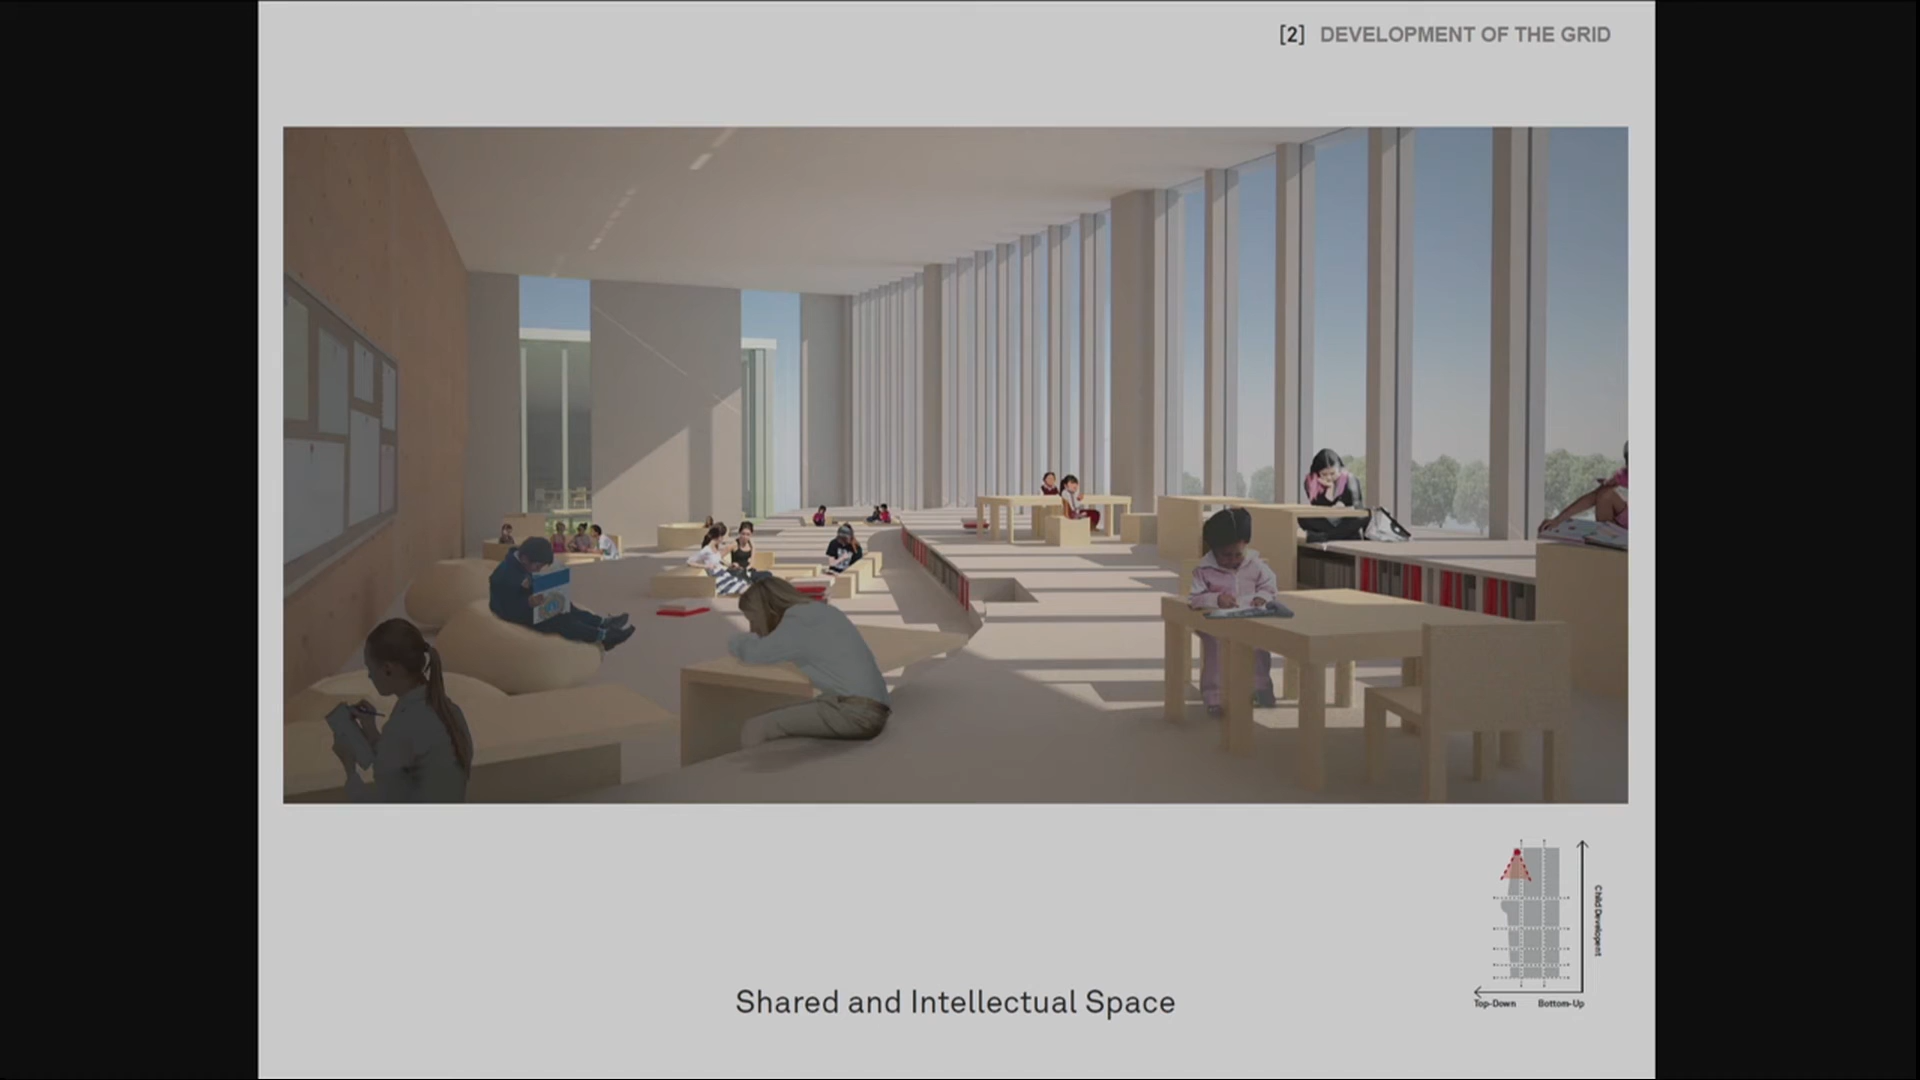 [2] DEVELOPMENT OF THE GRID
Child Development
Top-Down Bottom-Up
Shared and Intellectual Space